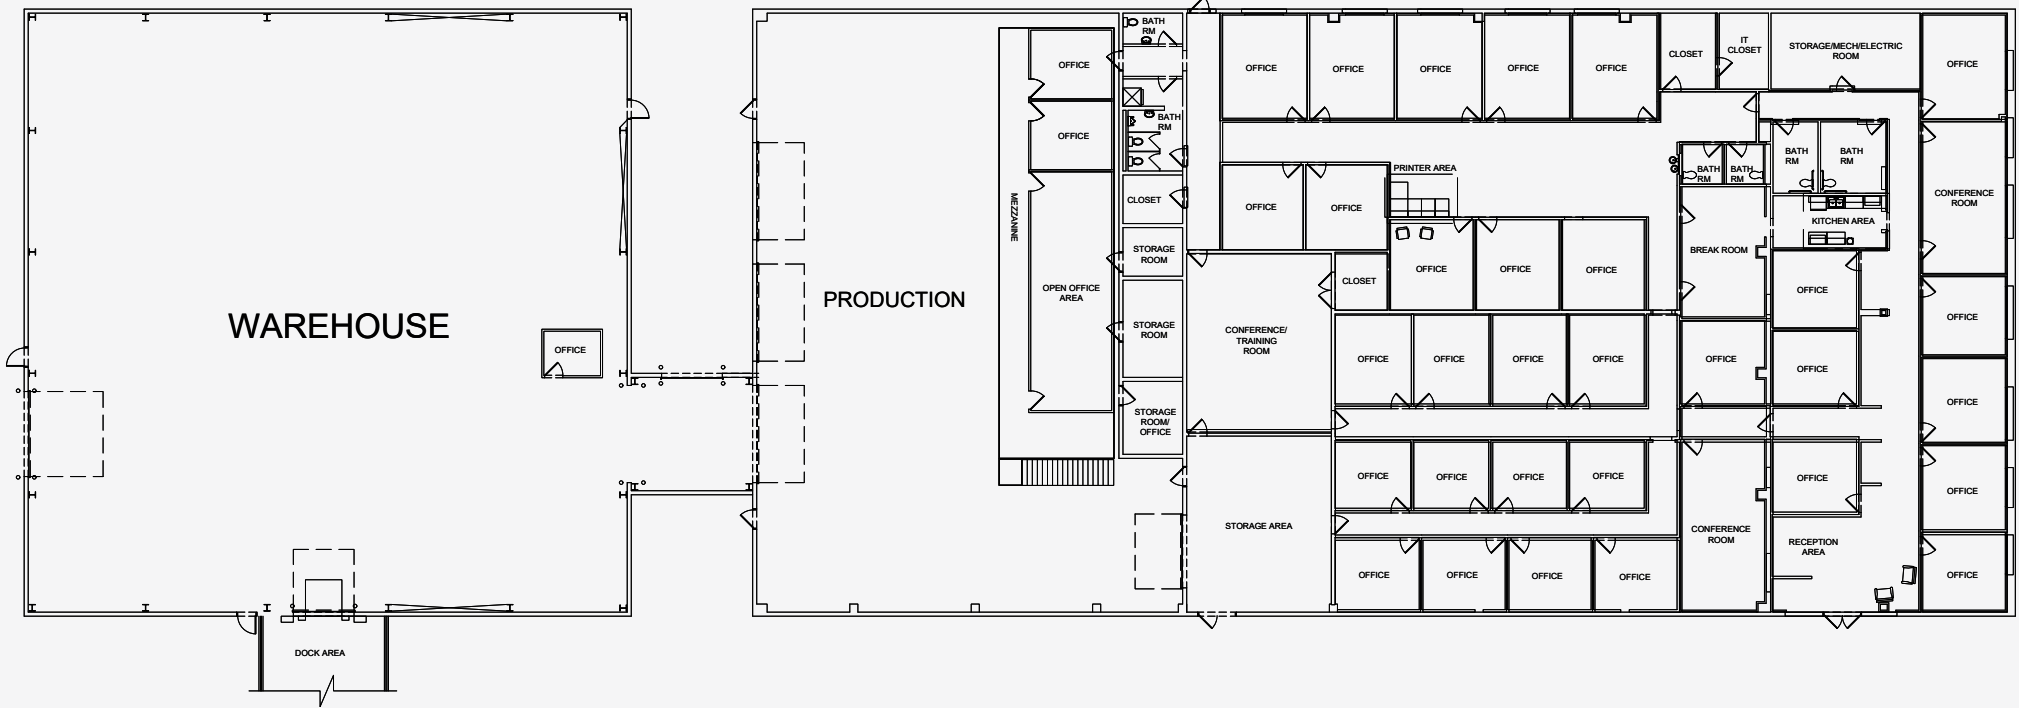 WAREHOUSE
OFFICE
DOCK AREA
PRODUCTION
MEZZANINE
OFFICE
OFFICE
OPEN OFFICE
AREA
BATH
RM
BATH
RM
CLOSET
STORAGE
ROOM
STORAGE
ROOM
STORAGE
ROOM/
OFFICE
OFFICE
OFFICE
OFFICE
OFFICE
OFFICE
CLOSET
IT
CLOSET
STORAGE/MECH/ELECTRIC
ROOM
OFFICE
PRINTER AREA
BATH
RM
BATH
RM
BATH
RM
BATH
RM
CONFERENCE
ROOM
OFFICE
OFFICE
KITCHEN AREA
BREAK ROOM
OFFICE
OFFICE
OFFICE
CLOSET
OFFICE
OFFICE
CONFERENCE/
TRAINING
ROOM
OFFICE
OFFICE
OFFICE
OFFICE
OFFICE
OFFICE
OFFICE
OFFICE
OFFICE
OFFICE
OFFICE
OFFICE
OFFICE
STORAGE AREA
CONFERENCE
ROOM
RECEPTION
AREA
OFFICE
OFFICE
OFFICE
OFFICE
OFFICE